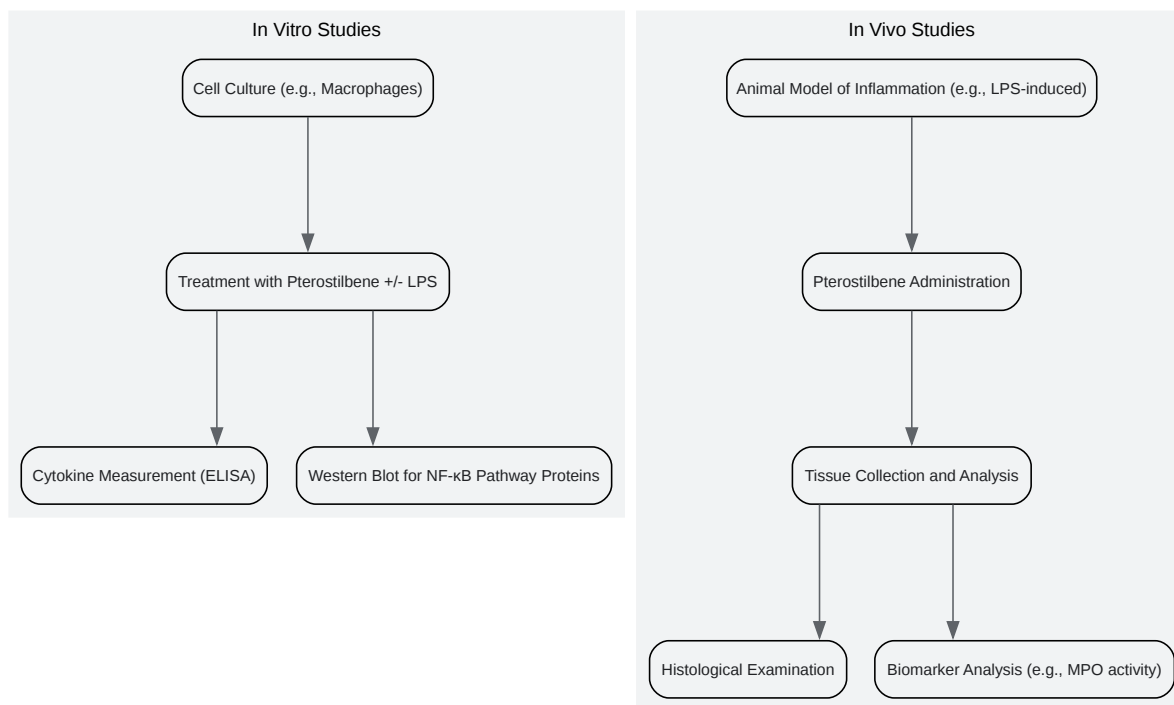 In Vitro Studies
Cell Culture (e.g., Macrophages)
Treatment with Pterostilbene +/- LPS
Cytokine Measurement (ELISA)
Western Blot for NF-κB Pathway Proteins
In Vivo Studies
Animal Model of Inflammation (e.g., LPS-induced)
Pterostilbene Administration
Tissue Collection and Analysis
Histological Examination
Biomarker Analysis (e.g., MPO activity)